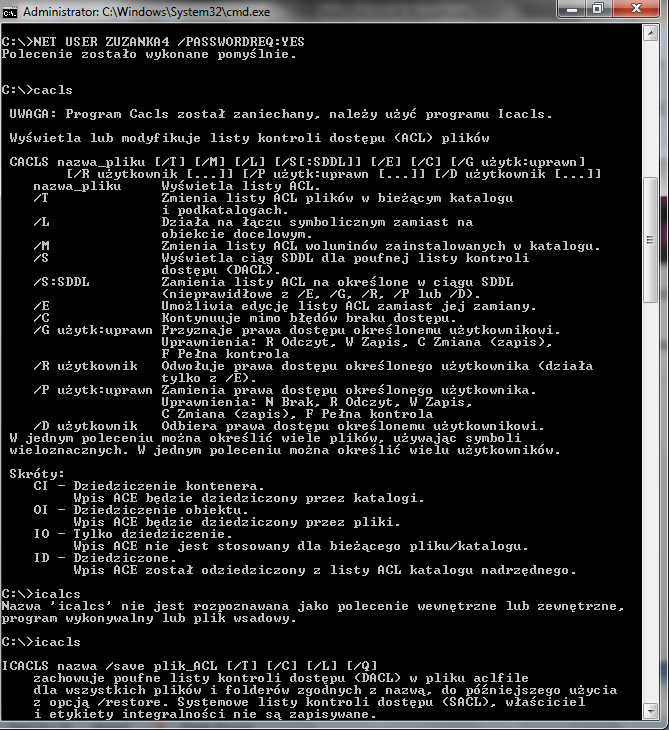 Administrator: C:\Windows\System32\cmd.exe
C:\>NET USER ZUZANKA4 /PASSWORDREQ:YES
Polecenie zostało wykonane pomyślnie.
C:\>cacls
UWAGA: Program Cacls został zaniechany, należy użyć programu Icacls.
Wyświetla lub modyfikuje listy kontroli dostępu (ACL) plików
CACLS nazwa_pliku [/T] [/M] [/L] [/S[:SDDL]] [/E] [/C] [/G użytk:uprawn]
[/R użytkownik [...]] [/P użytk:uprawn [...]] [/D użytkownik [...]]
nazwa_pliku Wyświetla listy ACL.
/T Zmienia listy ACL plików w bieżącym katalogu
i podkatalogach.
/L Działa na łączu symbolicznym zamiast na
obiekcie docelowym.
/M Zmienia listy ACL woluminów zainstalowanych w katalogu.
/S Wyświetla ciąg SDDL dla poufnej listy kontroli
dostępu (DACL).
/S:SDDL Zamienia listy ACL na określone w ciągu SDDL
(nieprawidłowe z /E, /G, /R, /P lub /D).
/E Umożliwia edycję listy ACL zamiast jej zamiany.
/C Kontynuuje mimo błędów braku dostępu.
/G użytk:uprawn Przyznaje prawa dostępu określonemu użytkownikowi.
Uprawnienia: R Odczyt, W Zapis, C Zmiana (zapis),
F Pełna kontrola
/R użytkownik Odwołuje prawa dostępu określonego użytkownika (działa
tylko z /E).
/P użytk:uprawn Zamienia prawa dostępu określonego użytkownika.
Uprawnienia: N Brak, R Odczyt, W Zapis,
C Zmiana (zapis), F Pełna kontrola
/D użytkownik Odbiera prawa dostępu określonemu użytkownikowi.
W jednym poleceniu można określić wiele plików, używając symboli
wieloznacznych. W jednym poleceniu można określić wielu użytkowników.
Skróty:
CI - Dziedziczenie kontenera.
Wpis ACE będzie dziedziczony przez katalogi.
OI - Dziedziczenie obiektu.
Wpis ACE będzie dziedziczony przez pliki.
IO - Tylko dziedziczenie.
Wpis ACE nie jest stosowany dla bieżącego pliku/katalogu.
ID - Dziedziczone.
Wpis ACE został odziedziczony z listy ACL katalogu nadrzędnego.
C:\>icalcs
Nazwa 'icalcs' nie jest rozpoznawana jako polecenie wewnętrzne lub zewnętrzne,
program wykonywalny lub plik wsadowy.
C:\>icacls
ICACLS nazwa /save plik_ACL [/T] [/C] [/L] [/Q]
zachowuje poufne listy kontroli dostępu (DACL) w pliku aclfile
dla wszystkich plików i folderów zgodnych z nazwą, do późniejszego użycia
z opcją /restore. Systemowe listy kontroli dostępu (SACL), właściciel
i etykiety integralności nie są zapisywane.